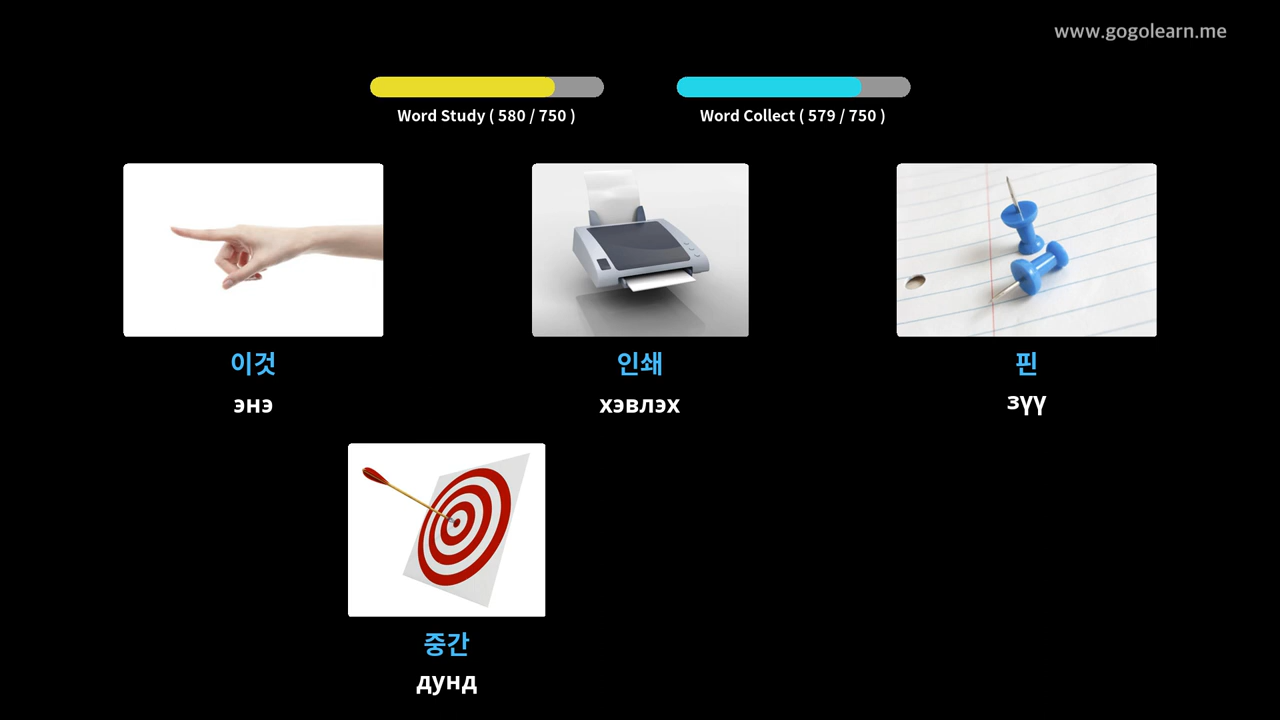 www.gogolearn.me
Word Study ( 580 / 750 )
Word Collect ( 579 / 750 )
이것
인쇄
핀
энэ
хэвлэх
зүү
중간
дунд